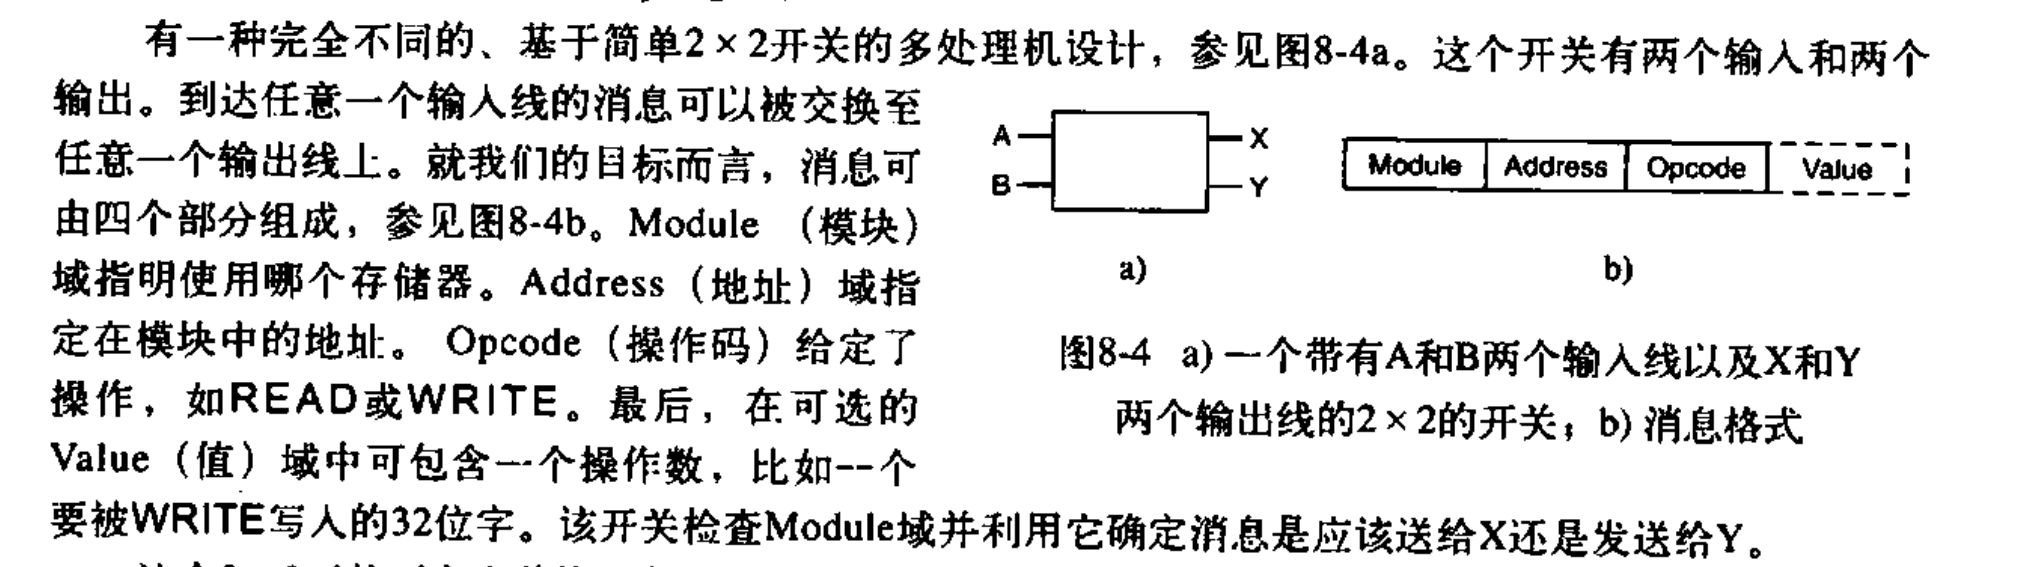 有一种完全不同的、基于简单2×2开关的多处理机设计，参见图8-4a。这个开关有两个输入和两个
输出。到达任意一个输入线的消息可以被交换至
任意一个输出线上。就我们的目标而言，消息可
由四个部分组成，参见图8-4b。Module （模块）
域指明使用哪个存储器。Address（地址）域指
定在模块中的地址。 Opcode（操作码）给定了
操作，如READ或WRITE。最后，在可选的
Value（值）域中可包含一个操作数，比如一个
要被WRITE写入的32位字。该开关检查Module域并利用它确定消息是应该送给X还是发送给Y。
A X
B Y
a)
Module Address Opcode Value
b)
图8-4 a) 一个带有A和B两个输入线以及X和Y
两个输出线的2×2的开关；b) 消息格式